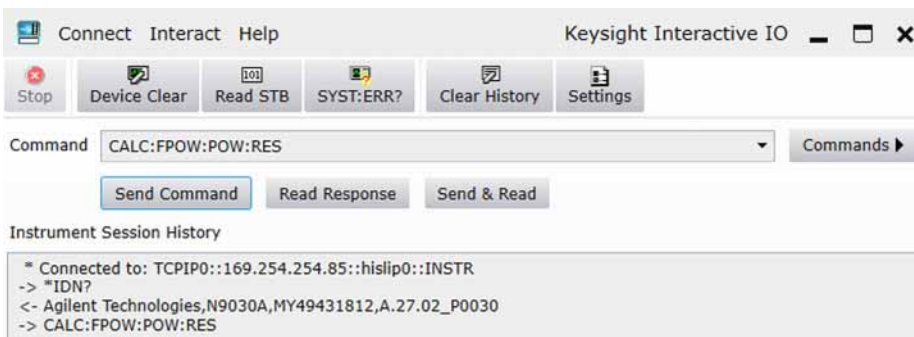 Connect Interact Help Keysight Interactive IO
Stop Device Clear 101 Read STB SYST:ERR? Clear History Settings
Command CALC:FPOW:POW:RES Commands
Send Command Read Response Send & Read
Instrument Session History
* Connected to: TCPIP0::169.254.254.85::hislip0::INSTR
-> *IDN?
<- Agilent Technologies,N9030A,MY49431812,A.27.02_P0030
-> CALC:FPOW:POW:RES